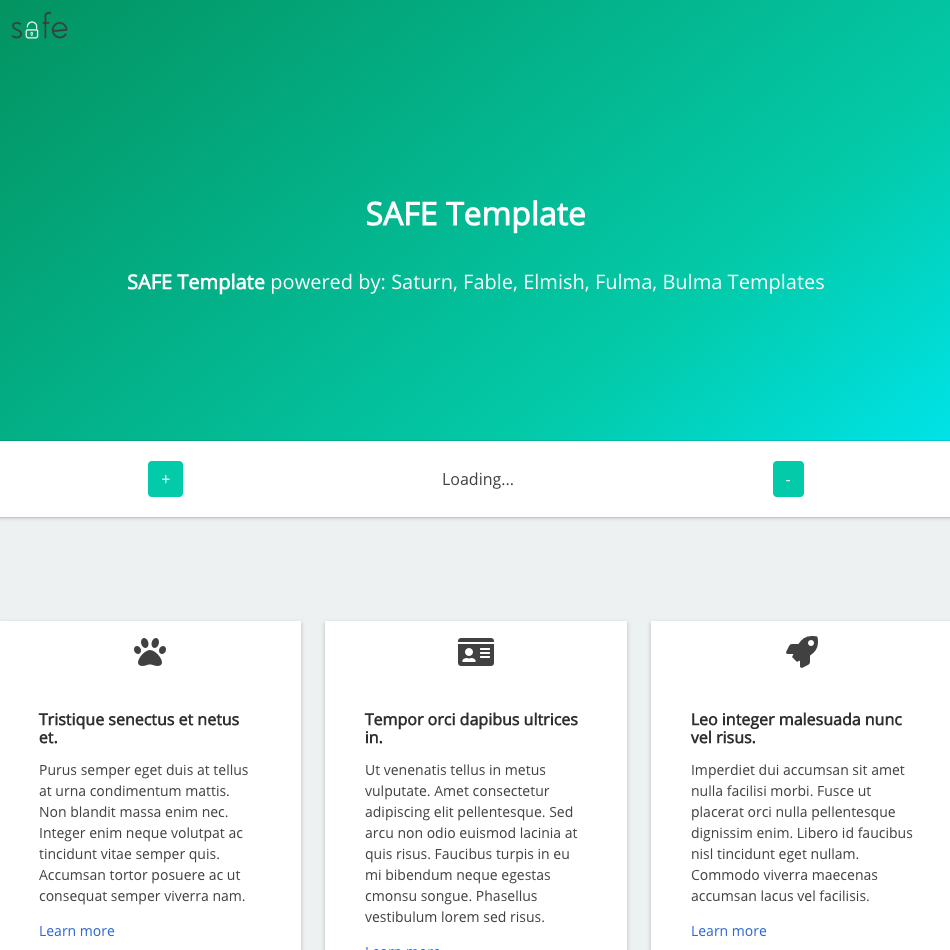 safe
SAFE Template
SAFE Template powered by: Saturn, Fable, Elmish, Fulma, Bulma Templates
+
Loading...
-
Tristique senectus et netus
et.
Purus semper eget duis at tellus
at urna condimentum mattis.
Non blandit massa enim nec.
Integer enim neque volutpat ac
tincidunt vitae semper quis.
Accumsan tortor posuere ac ut
consequat semper viverra nam.
Learn more
Tempor orci dapibus ultrices
in.
Ut venenatis tellus in metus
vulputate. Amet consectetur
adipiscing elit pellentesque. Sed
arcu non odio euismod lacinia at
quis risus. Faucibus turpis in eu
mi bibendum neque egestas
cmonsu songue. Phasellus
vestibulum lorem sed risus.
Learn more
Leo integer malesuada nunc
vel risus.
Imperdiet dui accumsan sit amet
nulla facilisi morbi. Fusce ut
placerat orci nulla pellentesque
dignissim enim. Libero id faucibus
nisl tincidunt eget nullam.
Commodo viverra maecenas
accumsan lacus vel facilisis.
Learn more